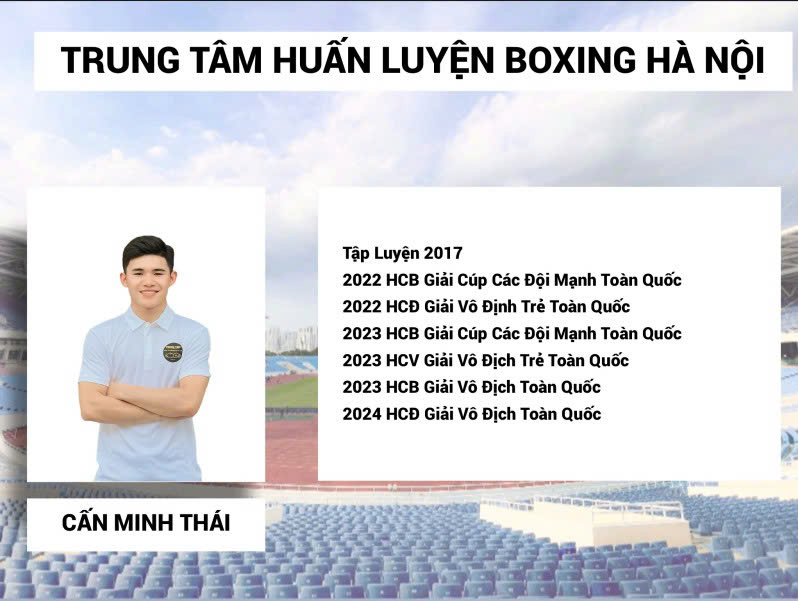 TRUNG TÂM HUẤN LUYỆN BOXING HÀ NỘI
Tập Luyện 2017
2022 HCB Giải Cúp Các Đội Mạnh Toàn Quốc
2022 HCĐ Giải Vô Định Trẻ Toàn Quốc
2023 HCB Giải Cúp Các Đội Mạnh Toàn Quốc
2023 HCV Giải Vô Địch Trẻ Toàn Quốc
2023 HCB Giải Vô Địch Toàn Quốc
2024 HCĐ Giải Vô Địch Toàn Quốc
CẤN MINH THÁI